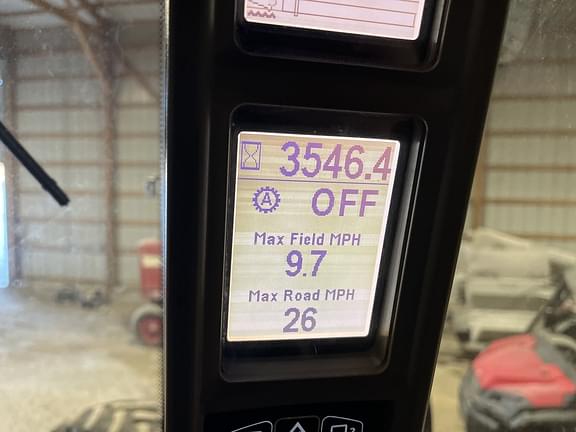 3546.4
A OFF
Max Field MPH
9.7
Max Road MPH
26